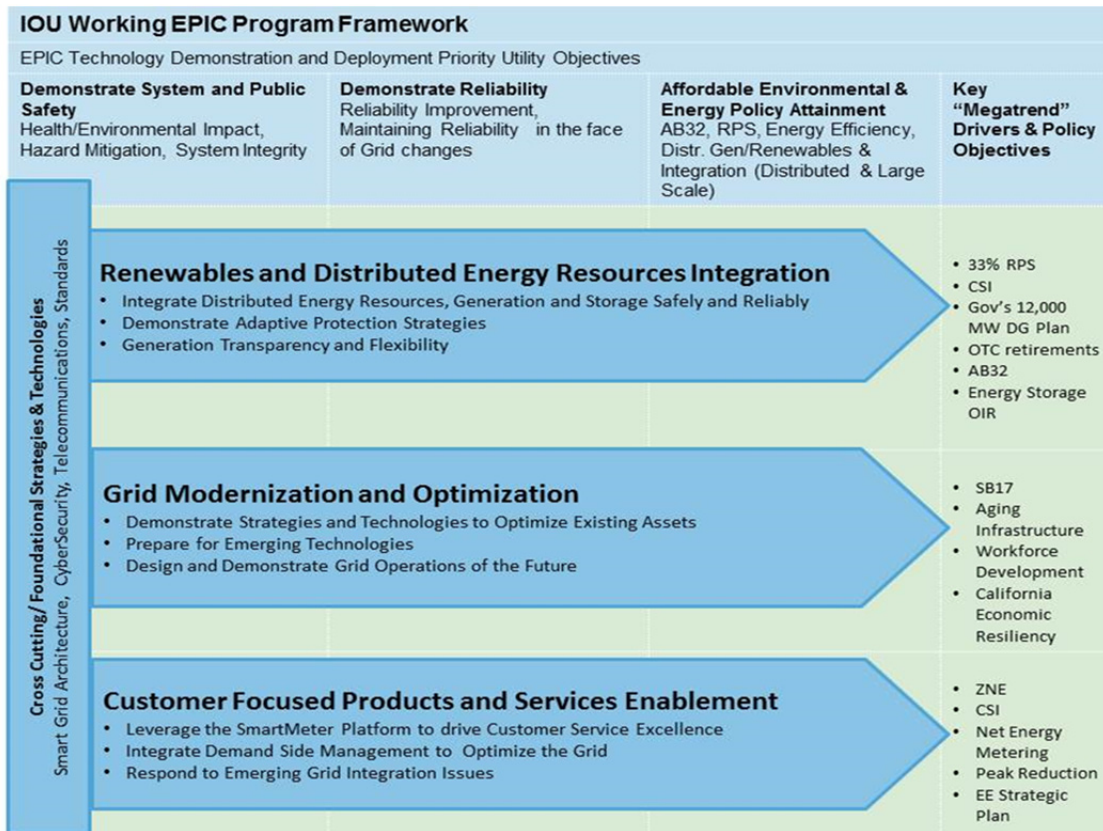 IOU Working EPIC Program Framework
EPIC Technology Demonstration and Deployment Priority Utility Objectives
Demonstrate System and Public
Safety
Health/Environmental Impact,
Hazard Mitigation, System Integrity
Demonstrate Reliability
Reliability Improvement,
Maintaining Reliability in the face
of Grid changes
Affordable Environmental &
Energy Policy Attainment
AB32, RPS, Energy Efficiency,
Distr. Gen/Renewables &
Integration (Distributed & Large
Scale)
Key
“Megatrend”
Drivers & Policy
Objectives
Cross Cutting/ Foundational Strategies & Technologies
Smart Grid Architecture, CyberSecurity, Telecommunications, Standards
Renewables and Distributed Energy Resources Integration
• Integrate Distributed Energy Resources, Generation and Storage Safely and Reliably
• Demonstrate Adaptive Protection Strategies
• Generation Transparency and Flexibility
• 33% RPS
• CSI
• Gov’s 12,000
MW DG Plan
• OTC retirements
• AB32
• Energy Storage
OIR
Grid Modernization and Optimization
• Demonstrate Strategies and Technologies to Optimize Existing Assets
• Prepare for Emerging Technologies
• Design and Demonstrate Grid Operations of the Future
• SB17
• Aging
Infrastructure
• Workforce
Development
• California
Economic
Resiliency
Customer Focused Products and Services Enablement
• Leverage the SmartMeter Platform to drive Customer Service Excellence
• Integrate Demand Side Management to Optimize the Grid
• Respond to Emerging Grid Integration Issues
• ZNE
• CSI
• Net Energy
Metering
• Peak Reduction
• EE Strategic
Plan